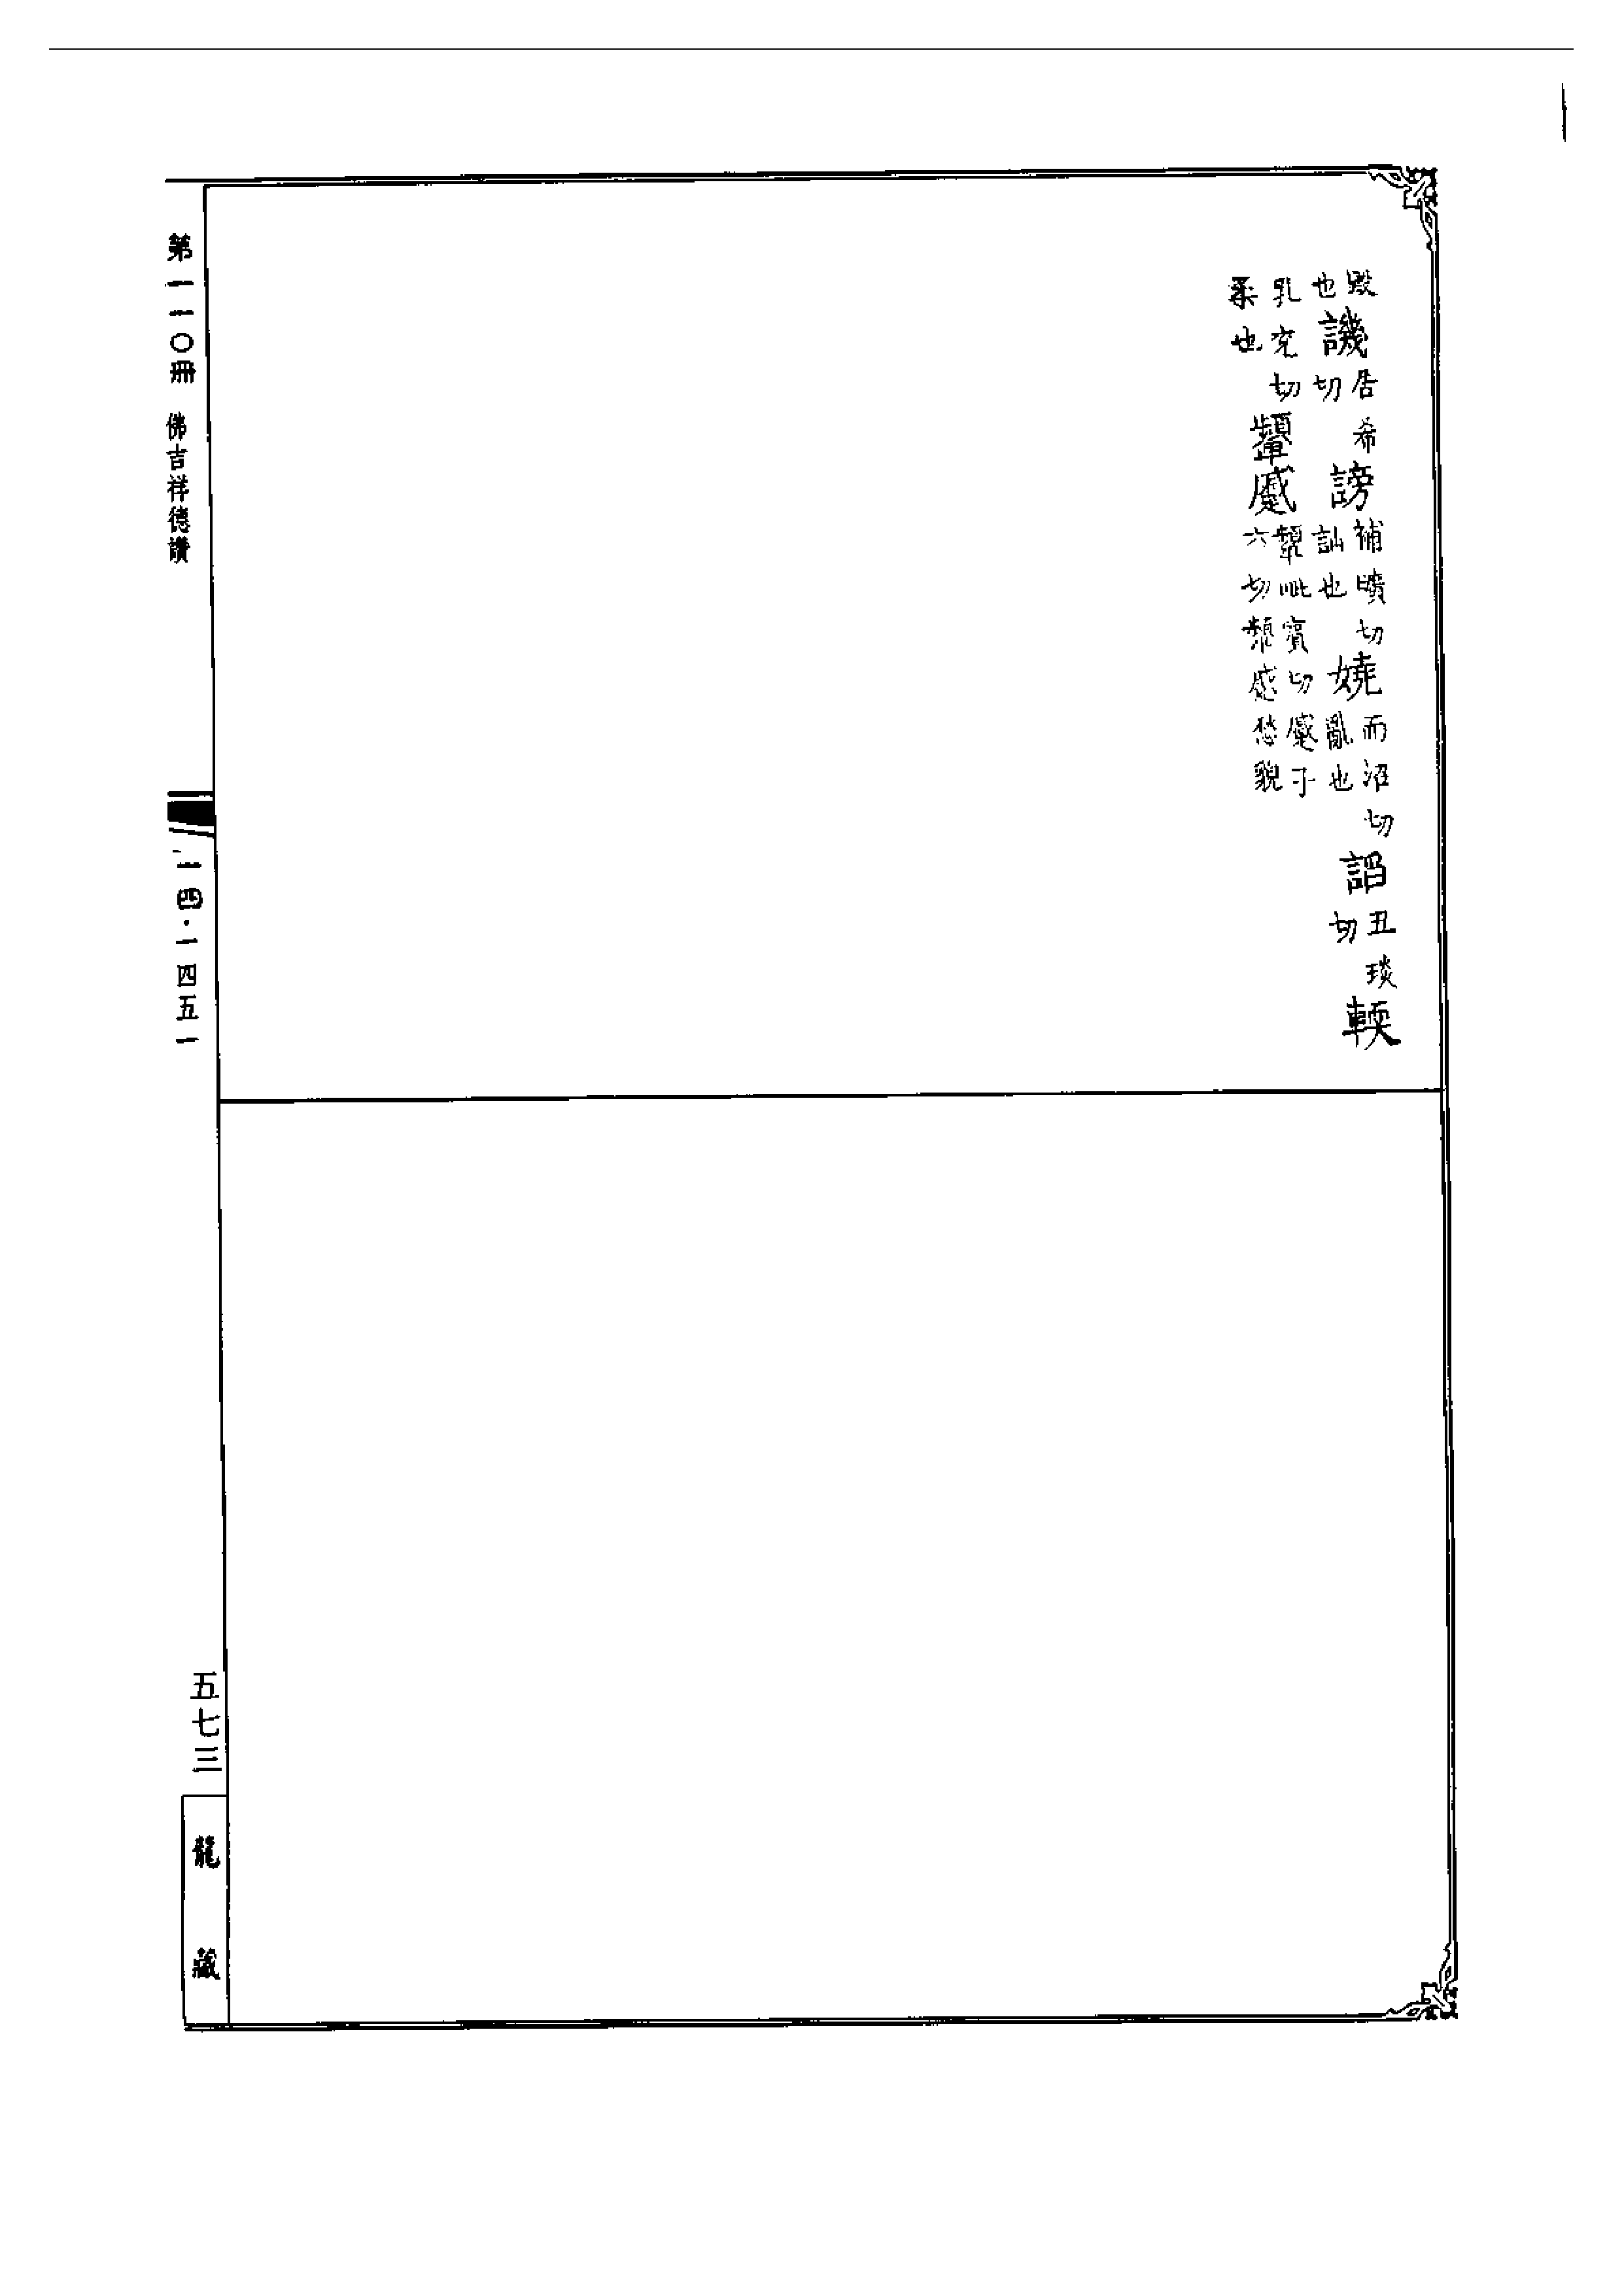 毀也譏居希切謗補曠切訕也嬈而沼切亂也諂丑琰切輭
乳兖切柔也顰蹙顰毗賓切蹙子六切顰蹙愁貌
第一一〇冊 佛吉祥德讚
一四·一四五一
五七三
龍藏